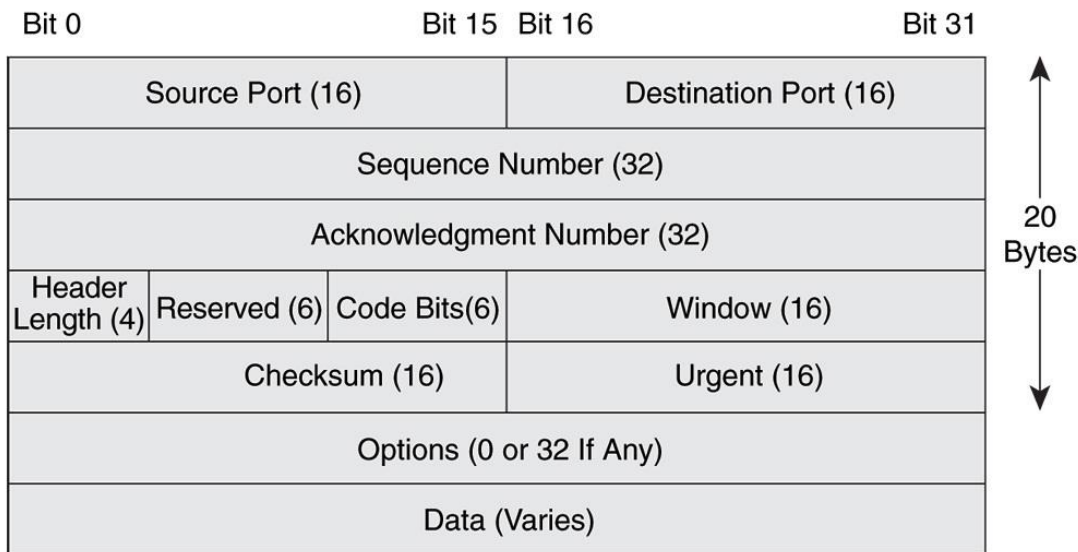 Bit 0 Bit 15 Bit 16 Bit 31
Source Port (16) Destination Port (16)
Sequence Number (32)
Acknowledgment Number (32)
20
Bytes
Header
Length (4) Reserved (6) Code Bits(6) Window (16)
Checksum (16) Urgent (16)
Options (0 or 32 If Any)
Data (Varies)